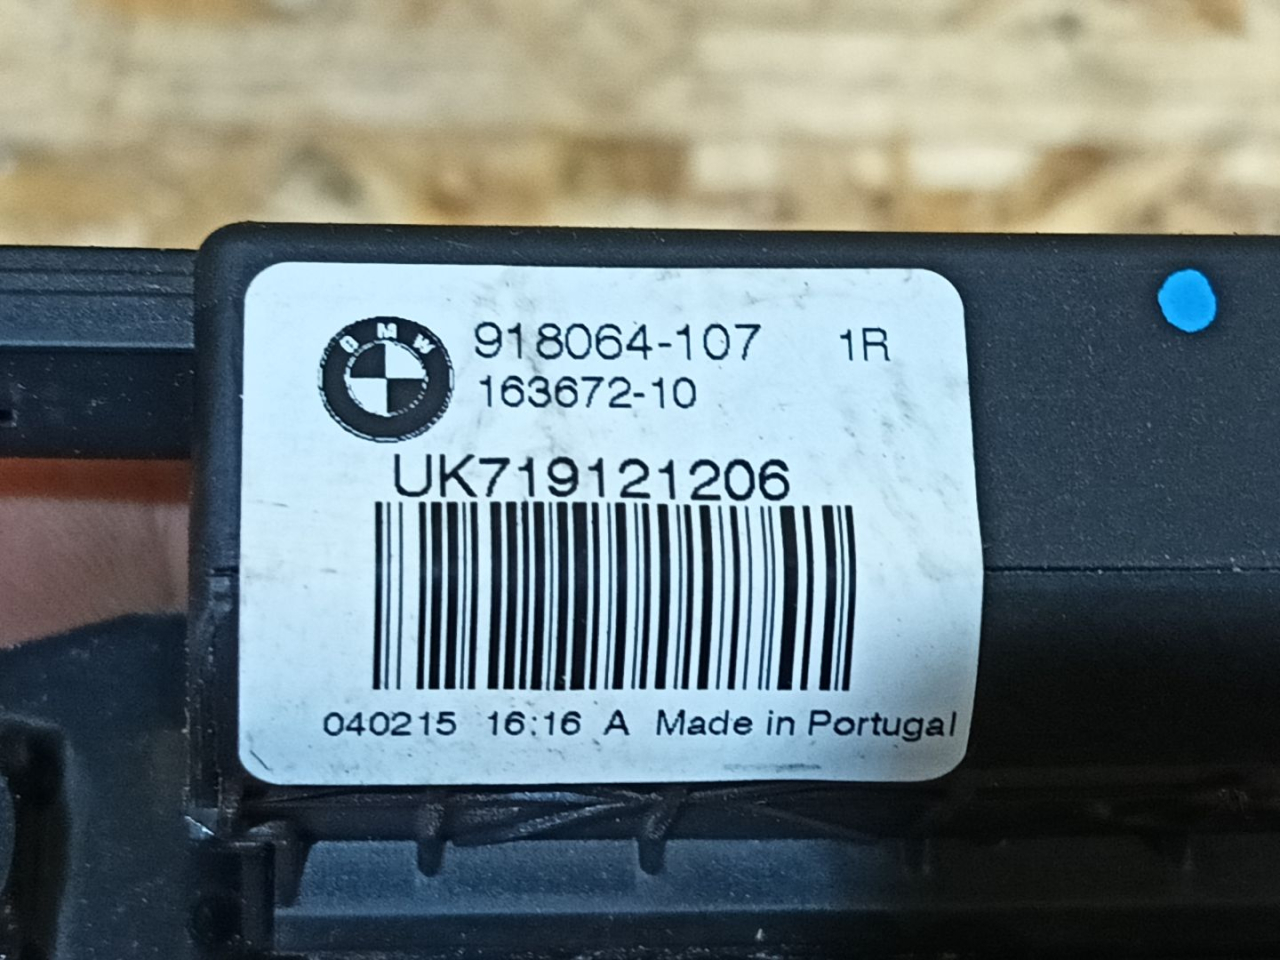 BMW
918064-107 1R
163672-10
UK719121206
040215 16:16 A Made in Portugal